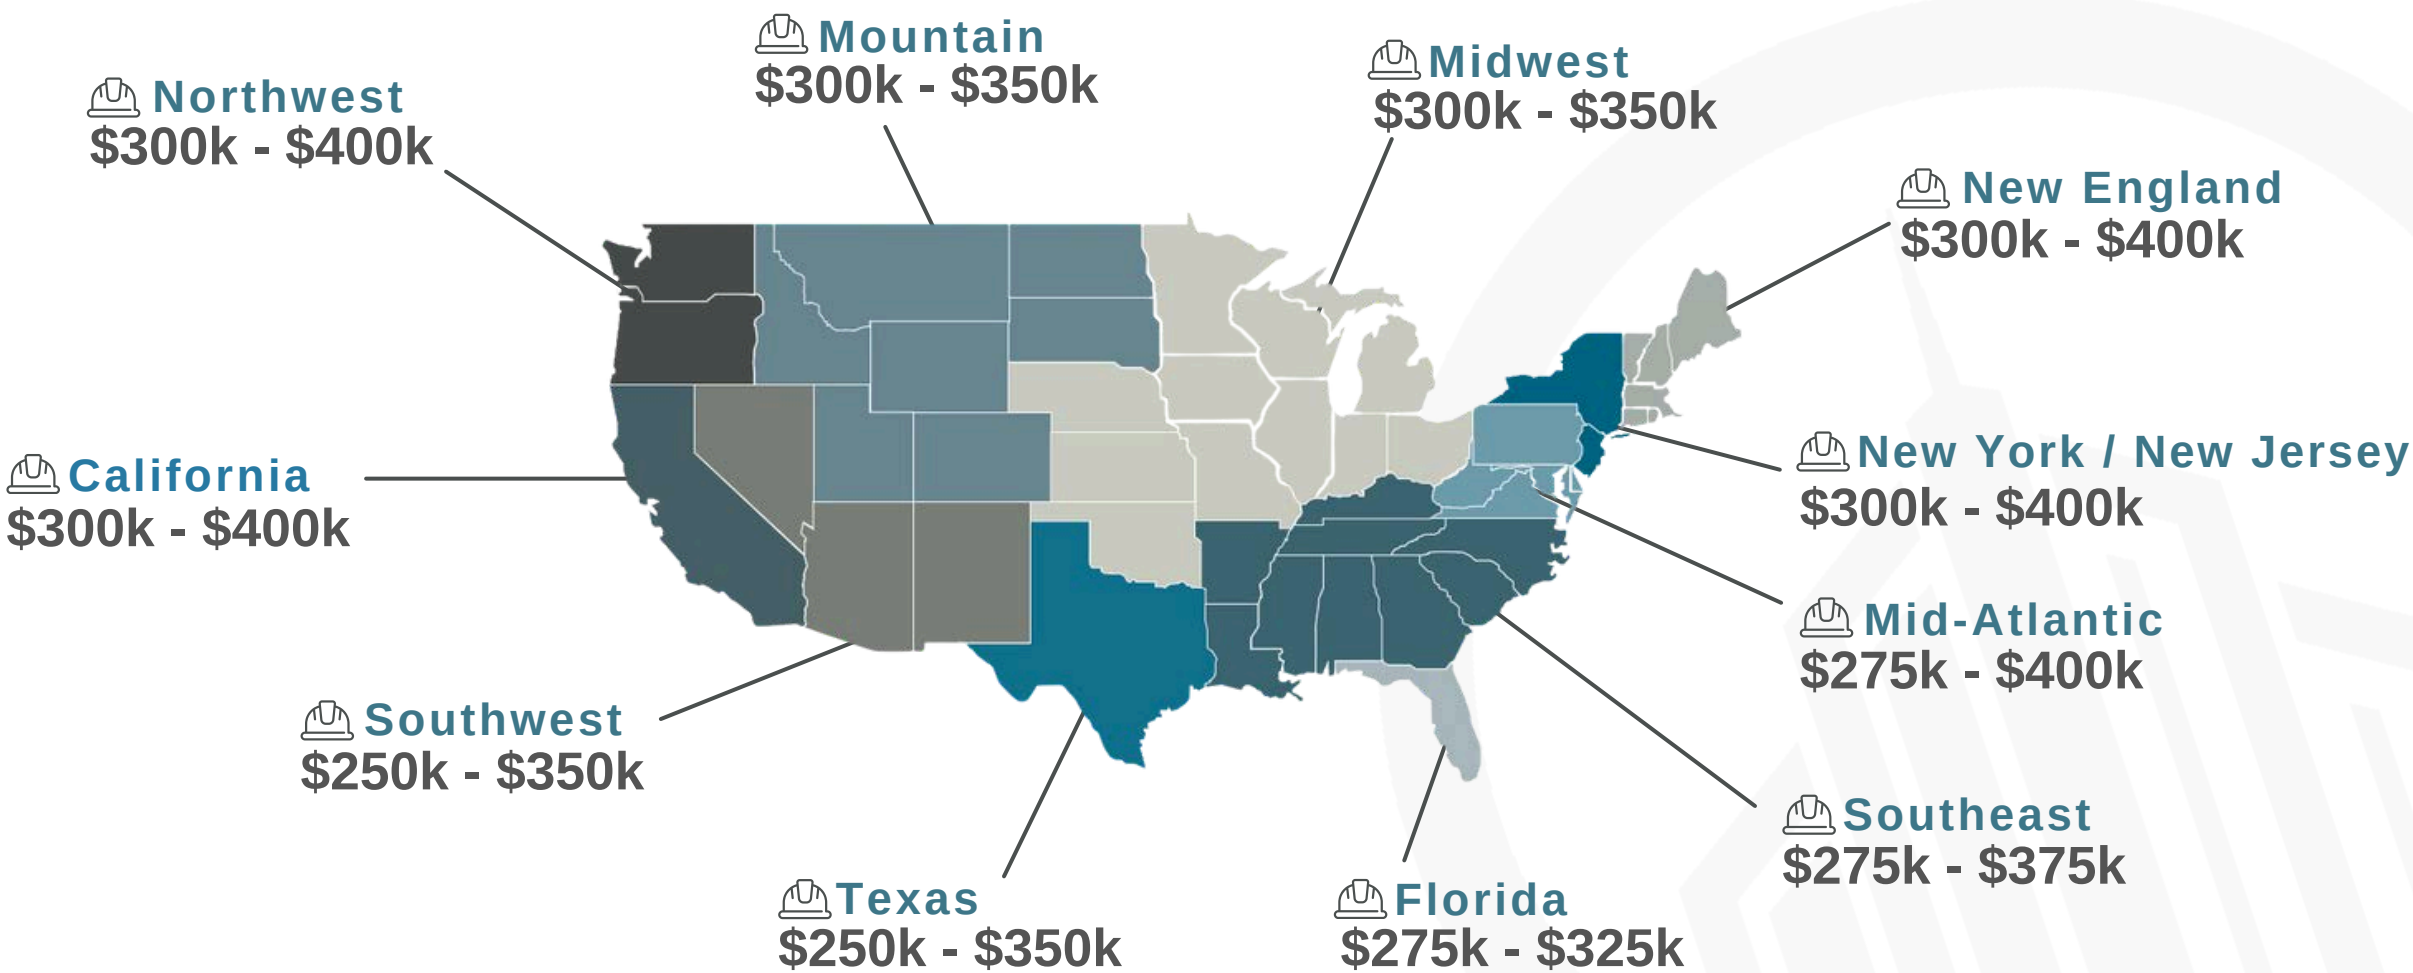 Mountain
$300k - $350k
Midwest
$300k - $350k
Northwest
$300k - $400k
New England
$300k - $400k
California
$300k - $400k
New York / New Jersey
$300k - $400k
Mid-Atlantic
$275k - $400k
Southwest
$250k - $350k
Southeast
$275k - $375k
Texas
$250k - $350k
Florida
$275k - $325k